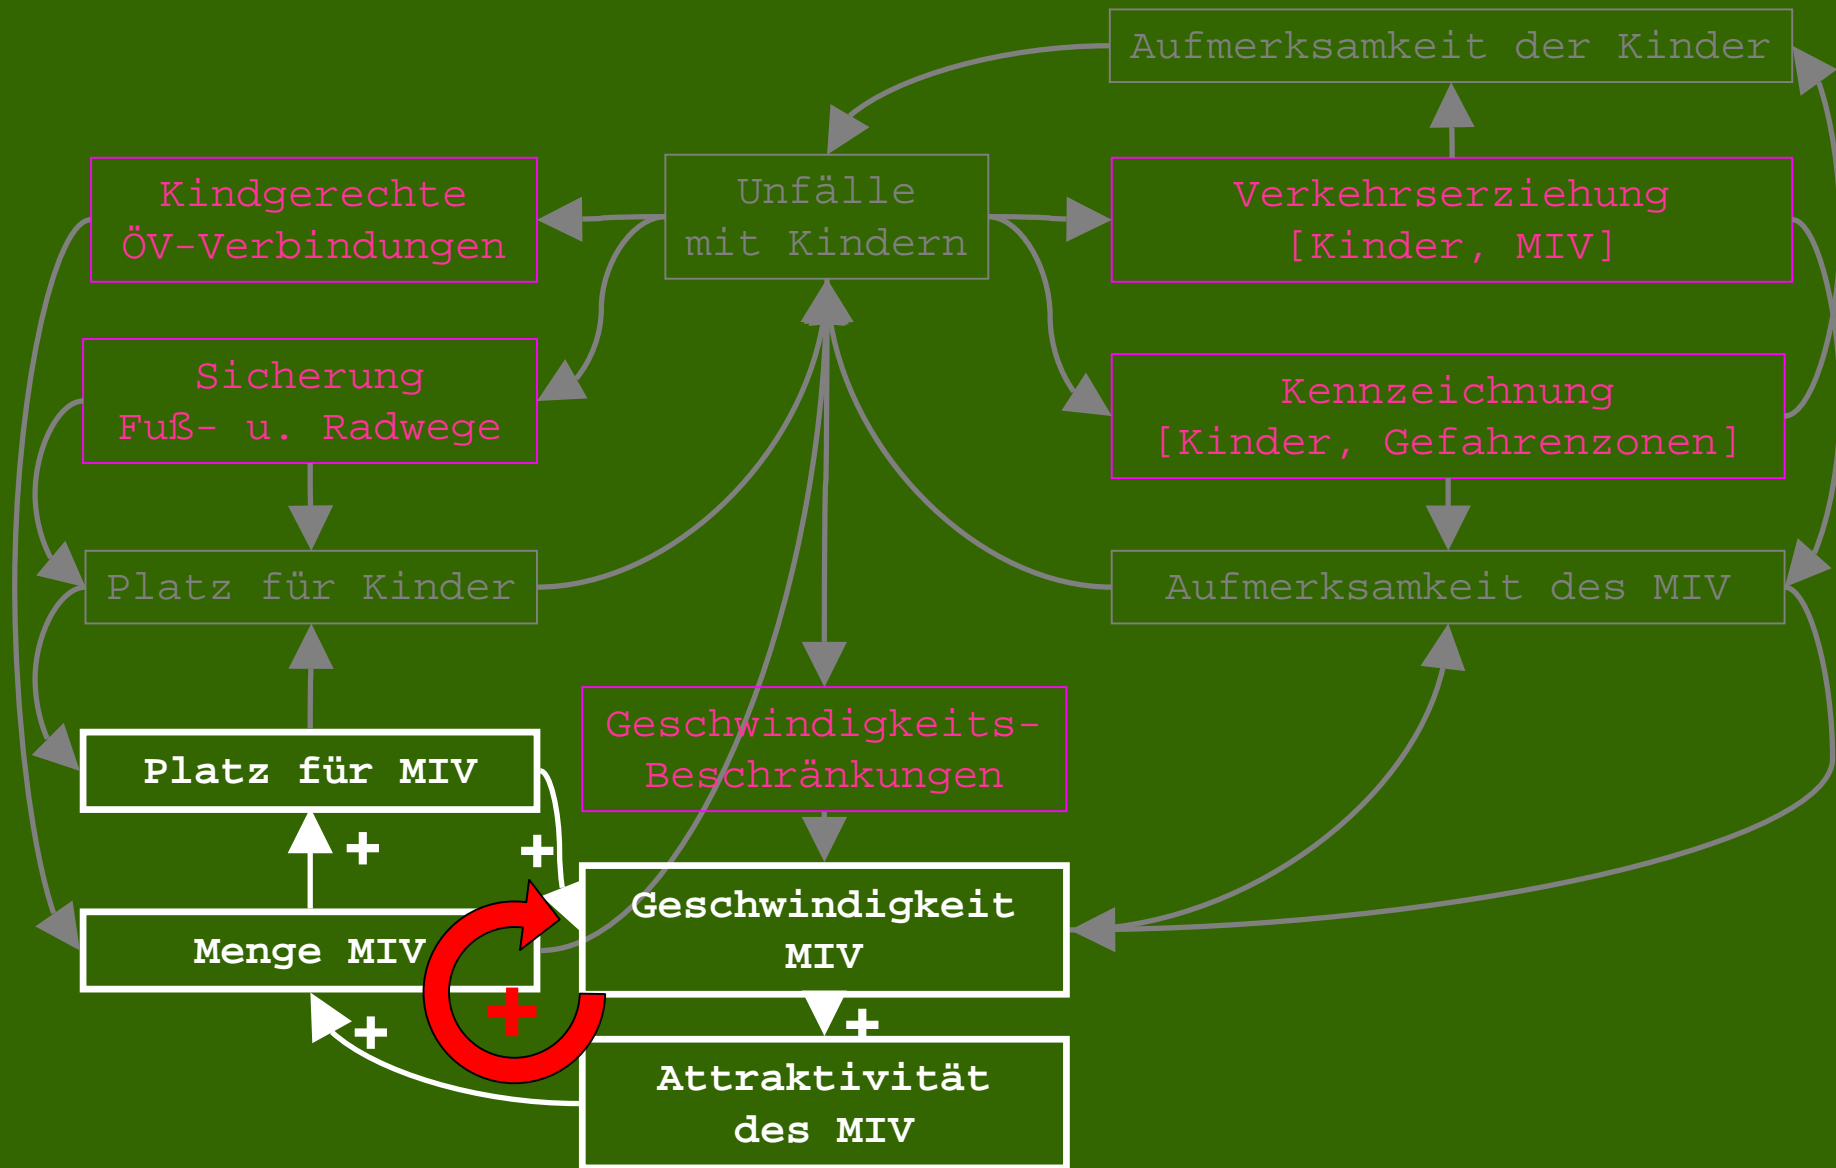 Aufmerksamkeit der Kinder
Kindgerechte
ÖV-Verbindungen
Unfälle
mit Kindern
Verkehrserziehung
[Kinder, MIV]
Sicherung
Fuß- u. Radwege
Kennzeichnung
[Kinder, Gefahrenzonen]
Platz für Kinder
Aufmerksamkeit des MIV
Geschwindigkeits-
Beschränkungen
Platz für MIV
+
+
Geschwindigkeit
MIV
Menge MIV
+
+
+
Attraktivität
des MIV